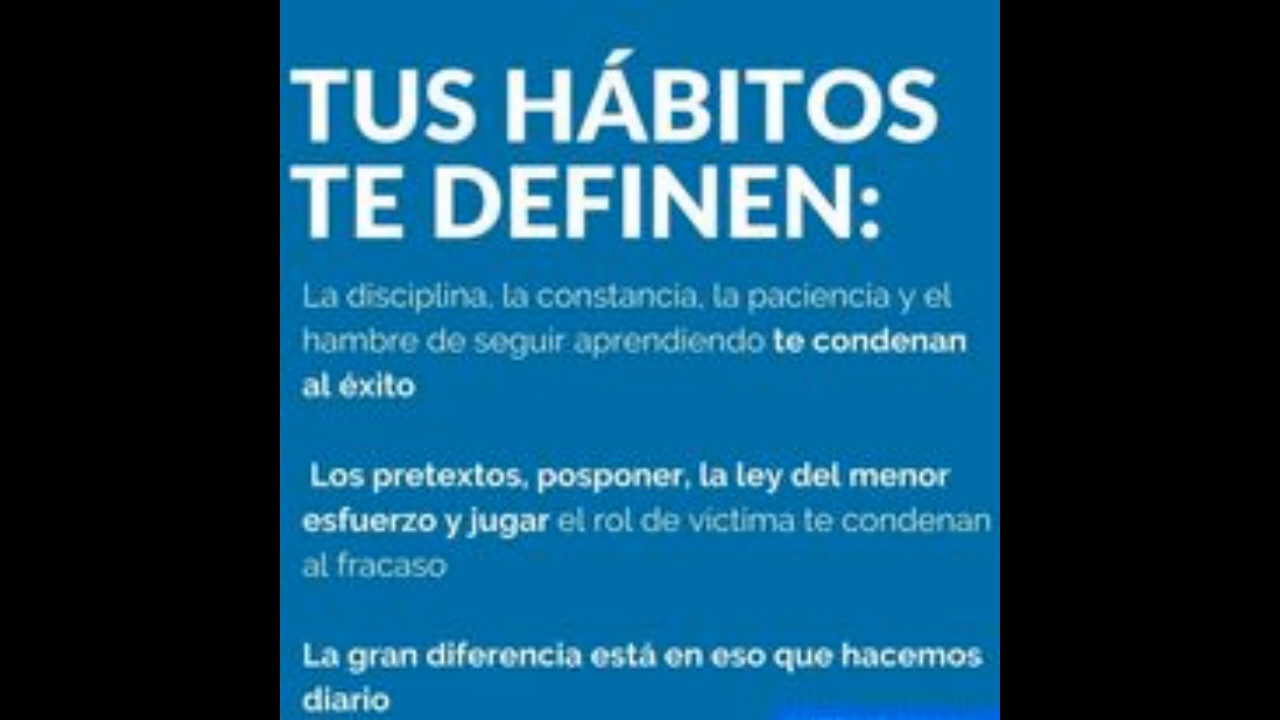 TUS HÁBITOS
TE DEFINEN:
La disciplina, la constancia, la paciencia y el
hambre de seguir aprendiendo te condenan
al éxito
Los pretextos, posponer, la ley del menor
esfuerzo y jugar el rol de víctima te condenan
al fracaso
La gran diferencia está en eso que hacemos
diario